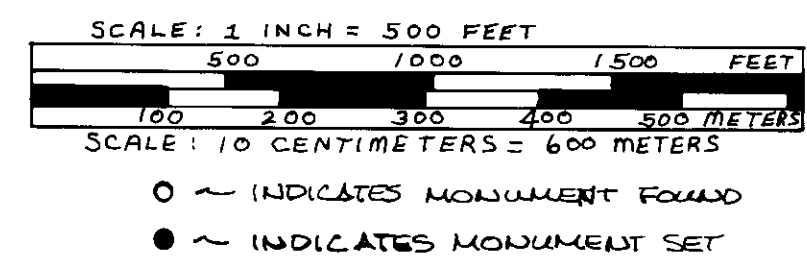 SCALE: 1 INCH = 500 FEET
500 1000 1500 FEET
100 200 300 400 500 METERS
SCALE: 10 CENTIMETERS = 600 METERS
○ ~ INDICATES MONUMENT FOUND
● ~ INDICATES MONUMENT SET